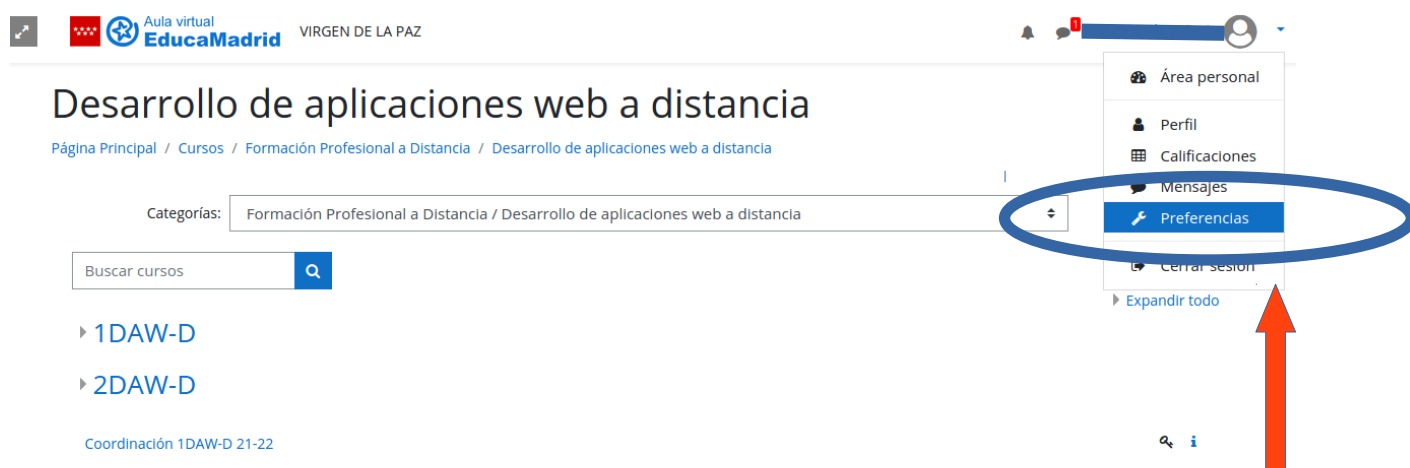 Aula virtual
EducaMadrid
VIRGEN DE LA PAZ
1
Área personal
Desarrollo de aplicaciones web a distancia
Perfil
Página Principal / Cursos / Formación Profesional a Distancia / Desarrollo de aplicaciones web a distancia
Calificaciones
Mensajes
Categorías: Formación Profesional a Distancia / Desarrollo de aplicaciones web a distancia
Preferencias
Buscar cursos
Cerrar sesión
Expandir todo
1DAW-D
2DAW-D
Coordinación 1DAW-D 21-22